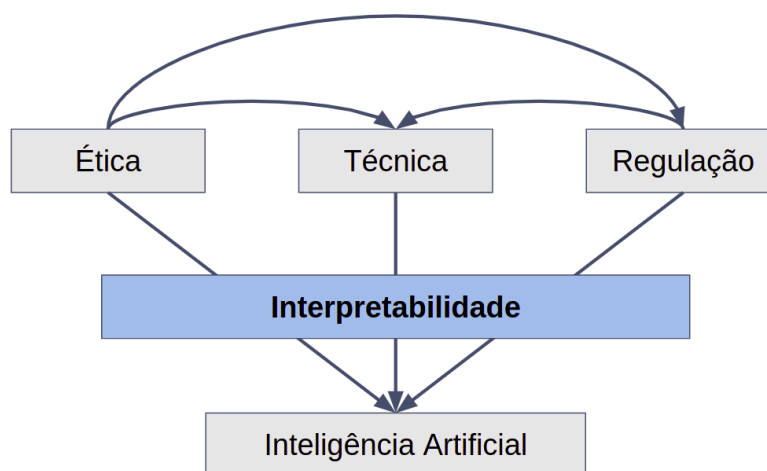 Ética
Técnica
Regulação
Interpretabilidade
Inteligência Artificial